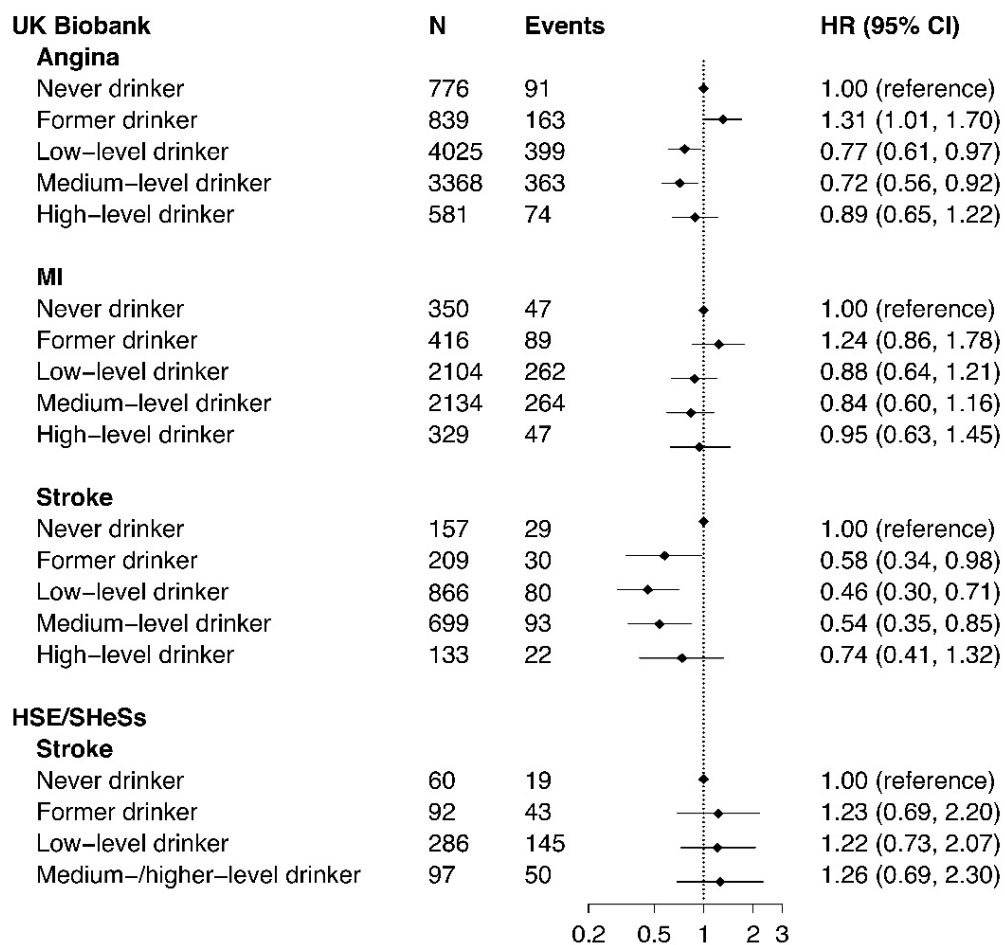 UK Biobank N Events HR (95% CI)
Angina
Never drinker 776 91 1.00 (reference)
Former drinker 839 163 1.31 (1.01, 1.70)
Low−level drinker 4025 399 0.77 (0.61, 0.97)
Medium−level drinker 3368 363 0.72 (0.56, 0.92)
High−level drinker 581 74 0.89 (0.65, 1.22)
MI
Never drinker 350 47 1.00 (reference)
Former drinker 416 89 1.24 (0.86, 1.78)
Low−level drinker 2104 262 0.88 (0.64, 1.21)
Medium−level drinker 2134 264 0.84 (0.60, 1.16)
High−level drinker 329 47 0.95 (0.63, 1.45)
Stroke
Never drinker 157 29 1.00 (reference)
Former drinker 209 30 0.58 (0.34, 0.98)
Low−level drinker 866 80 0.46 (0.30, 0.71)
Medium−level drinker 699 93 0.54 (0.35, 0.85)
High−level drinker 133 22 0.74 (0.41, 1.32)
HSE/SHeSs
Stroke
Never drinker 60 19 1.00 (reference)
Former drinker 92 43 1.23 (0.69, 2.20)
Low−level drinker 286 145 1.22 (0.73, 2.07)
Medium−/higher−level drinker 97 50 1.26 (0.69, 2.30)
0.2 0.5 1 2 3